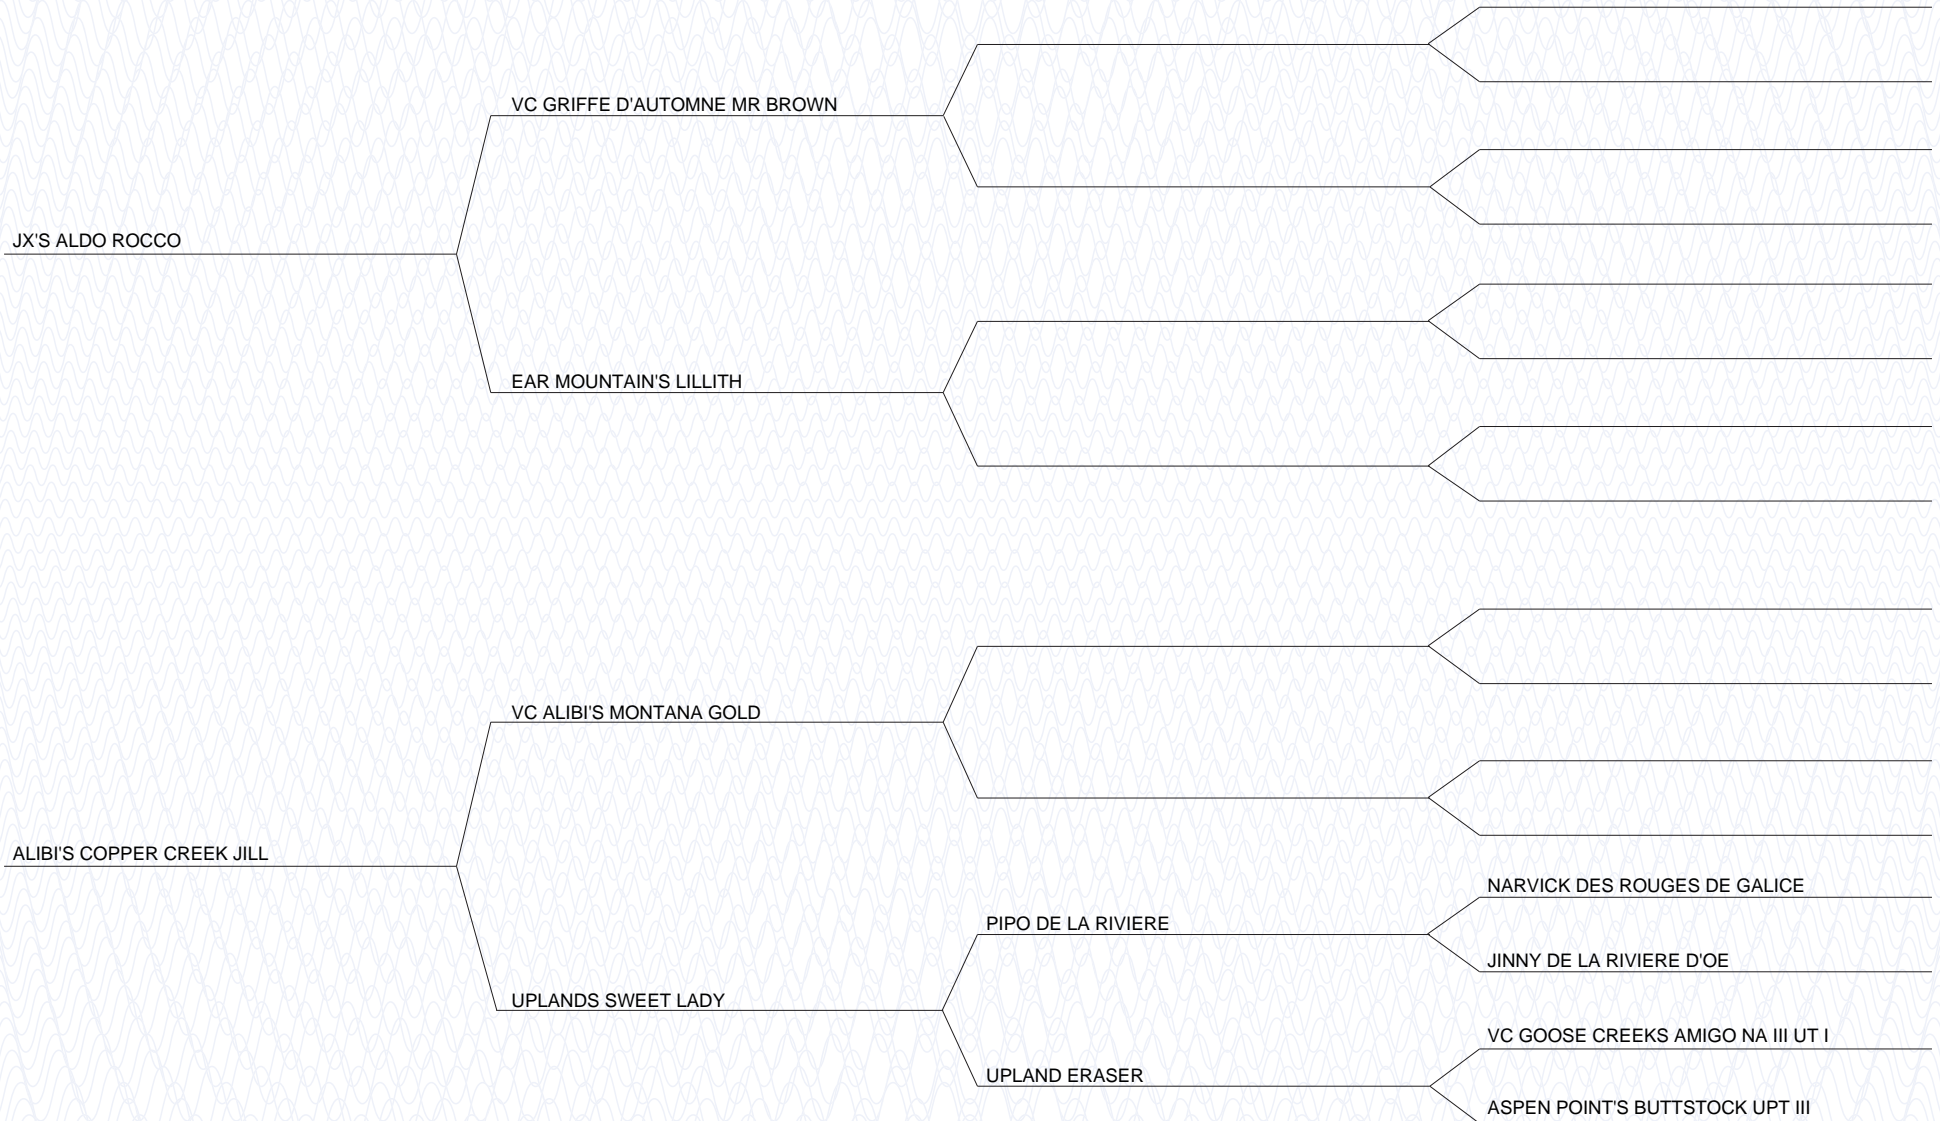 VC GRIFFE D'AUTOMNE MR BROWN
JX'S ALDO ROCCO
EAR MOUNTAIN'S LILLITH
VC ALIBI'S MONTANA GOLD
ALIBI'S COPPER CREEK JILL
NARVICK DES ROUGES DE GALICE
PIPO DE LA RIVIERE
JINNY DE LA RIVIERE D'OE
UPLANDS SWEET LADY
VC GOOSE CREEKS AMIGO NA III UT I
UPLAND ERASER
ASPEN POINT'S BUTTSTOCK UPT III